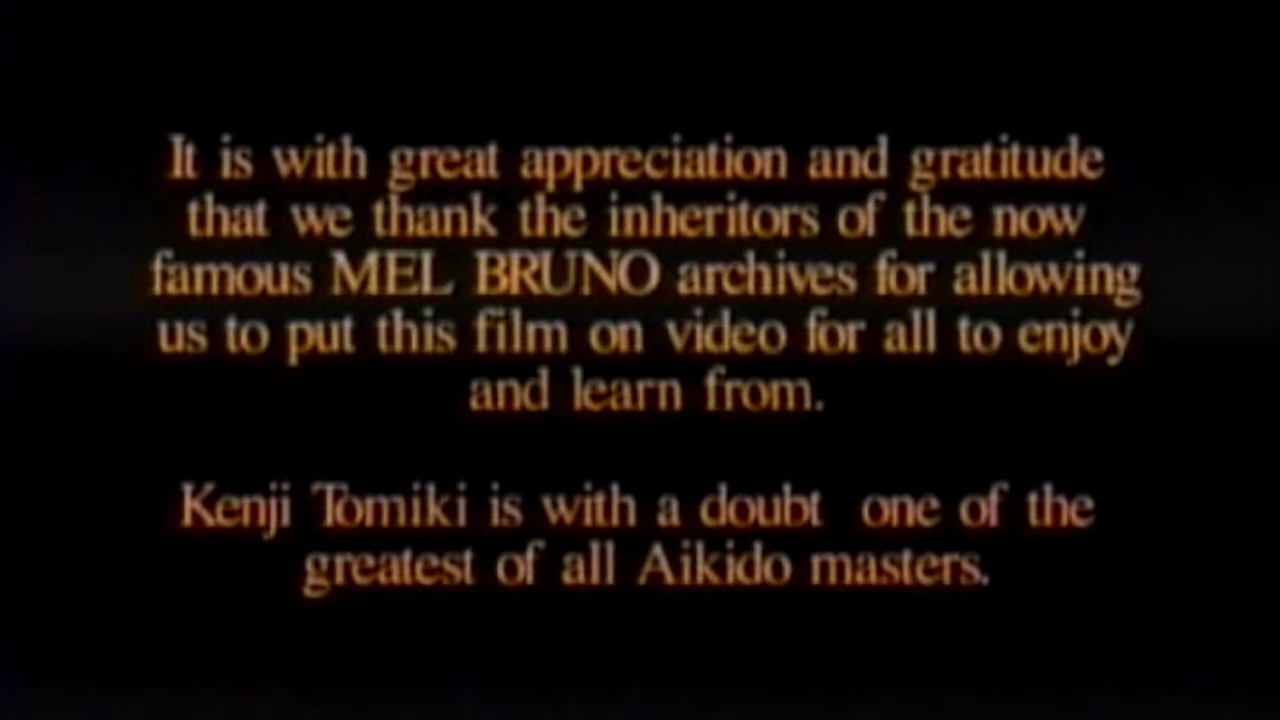 It is with great appreciation and gratitude
that we thank the inheritors of the now
famous MEL BRUNO archives for allowing
us to put this film on video for all to enjoy
and learn from.
Kenji Tomiki is with a doubt one of the
greatest of all Aikido masters.